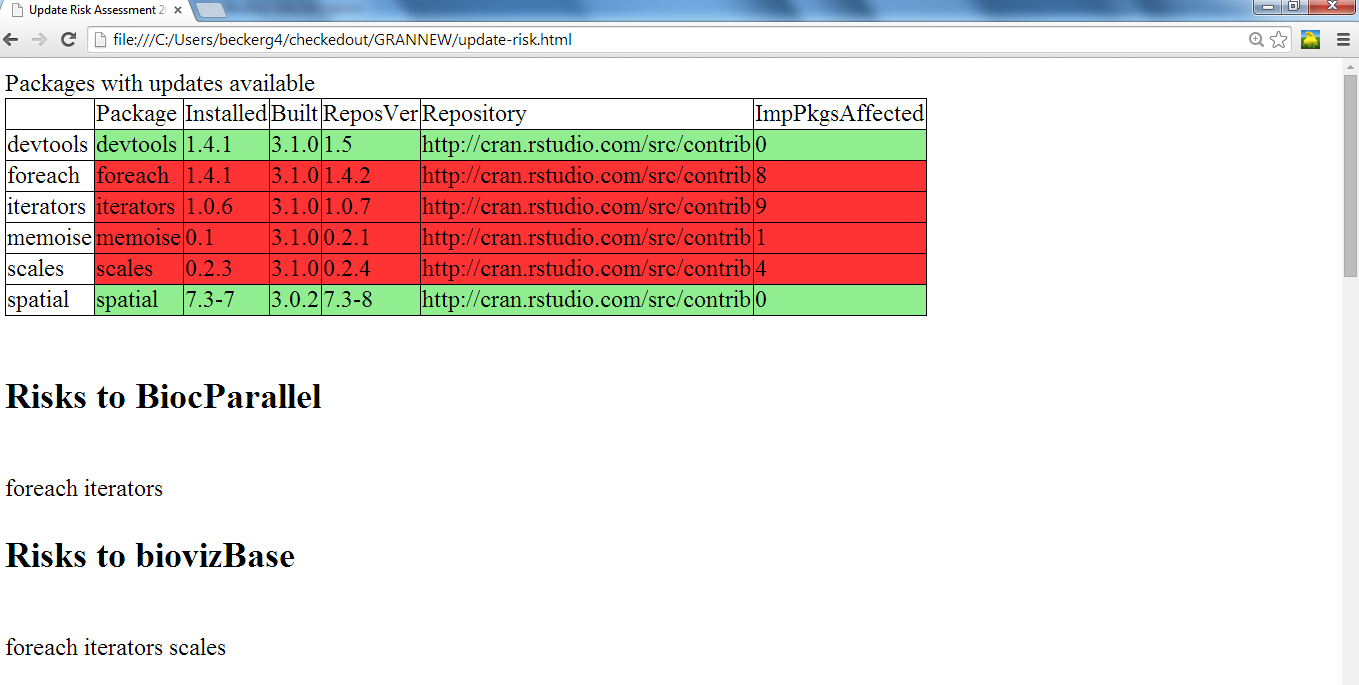 Update Risk Assessment 2
file:///C:/Users/beckerg4/checkedout/GRANNEW/update-risk.html
Packages with updates available
Package Installed Built ReposVer Repository ImpPkgsAffected
devtools devtools 1.4.1 3.1.0 1.5 http://cran.rstudio.com/src/contrib 0
foreach foreach 1.4.1 3.1.0 1.4.2 http://cran.rstudio.com/src/contrib 8
iterators iterators 1.0.6 3.1.0 1.0.7 http://cran.rstudio.com/src/contrib 9
memoise memoise 0.1 3.1.0 0.2.1 http://cran.rstudio.com/src/contrib 1
scales scales 0.2.3 3.1.0 0.2.4 http://cran.rstudio.com/src/contrib 4
spatial spatial 7.3-7 3.0.2 7.3-8 http://cran.rstudio.com/src/contrib 0
Risks to BiocParallel
foreach iterators
Risks to biovizBase
foreach iterators scales